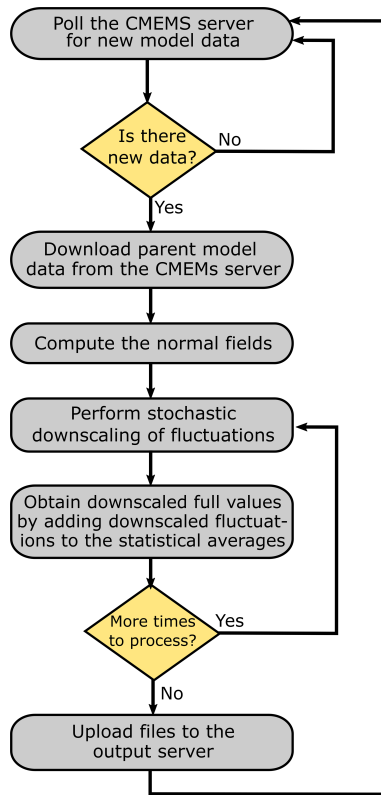 Poll the CMEMS server
for new model data
Is there
new data?
No
Yes
Download parent model
data from the CMEMs server
Compute the normal fields
Perform stochastic
downscaling of fluctuations
Obtain downscaled full values
by adding downscaled fluctuat-
ions to the statistical averages
More times
to process?
Yes
No
Upload files to the
output server